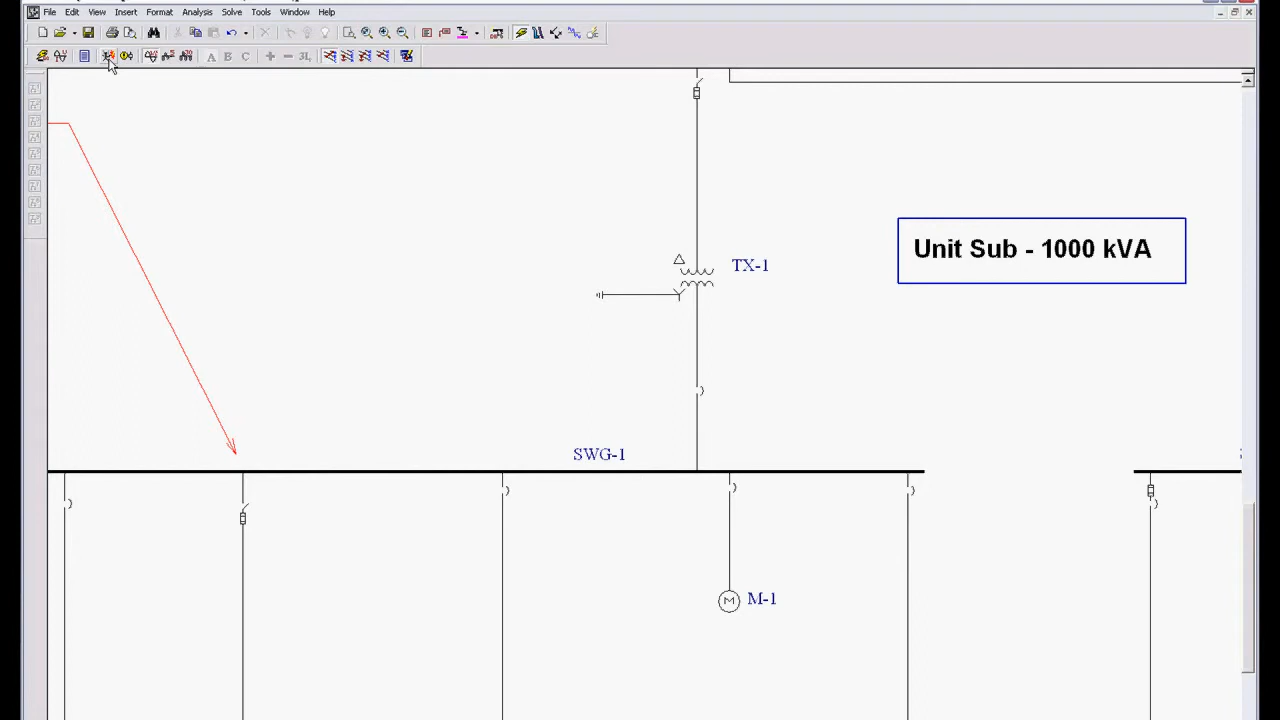 File Edit View Insert Format Analysis Solve Tools Window Help
A B C
TX-1
Unit Sub - 1000 kVA
SWG-1
M
M-1